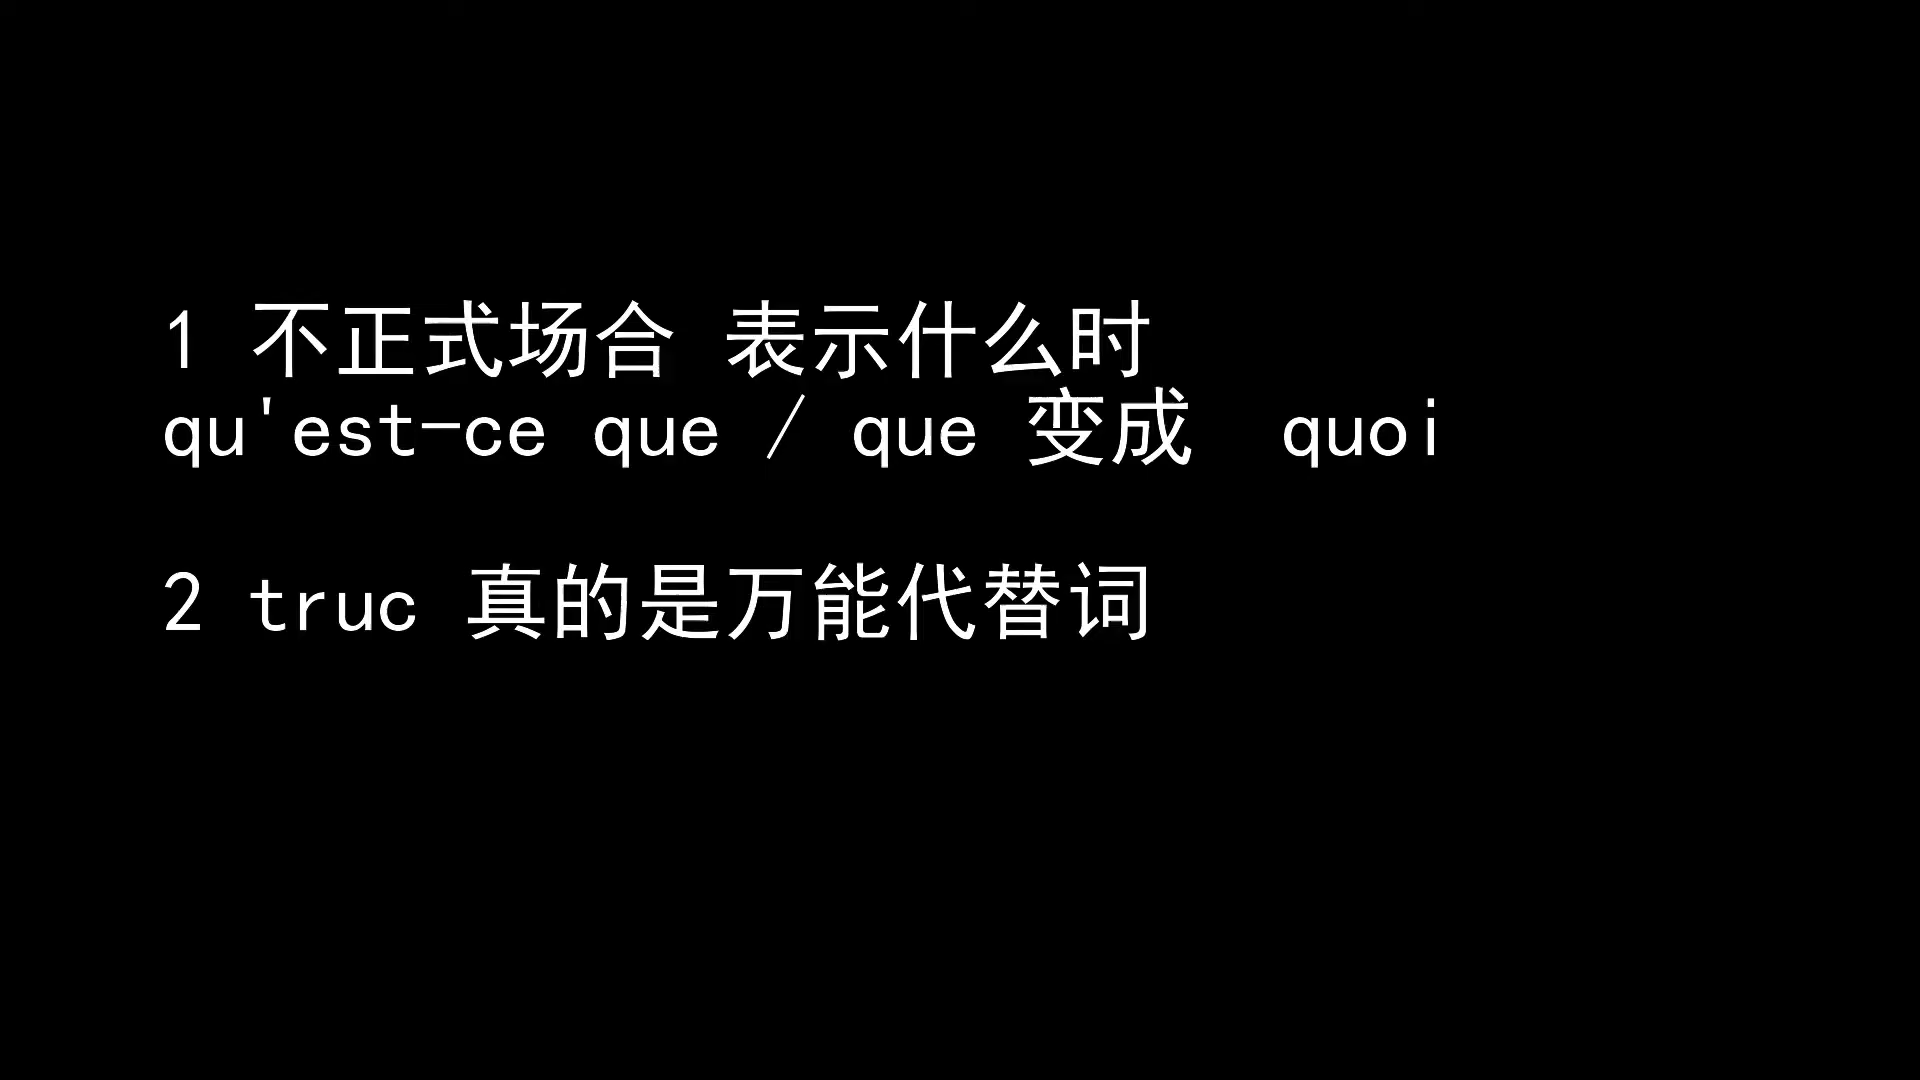 1 不正式场合 表示什么时
qu'est-ce que / que 变成 quoi
2 truc 真的是万能代替词